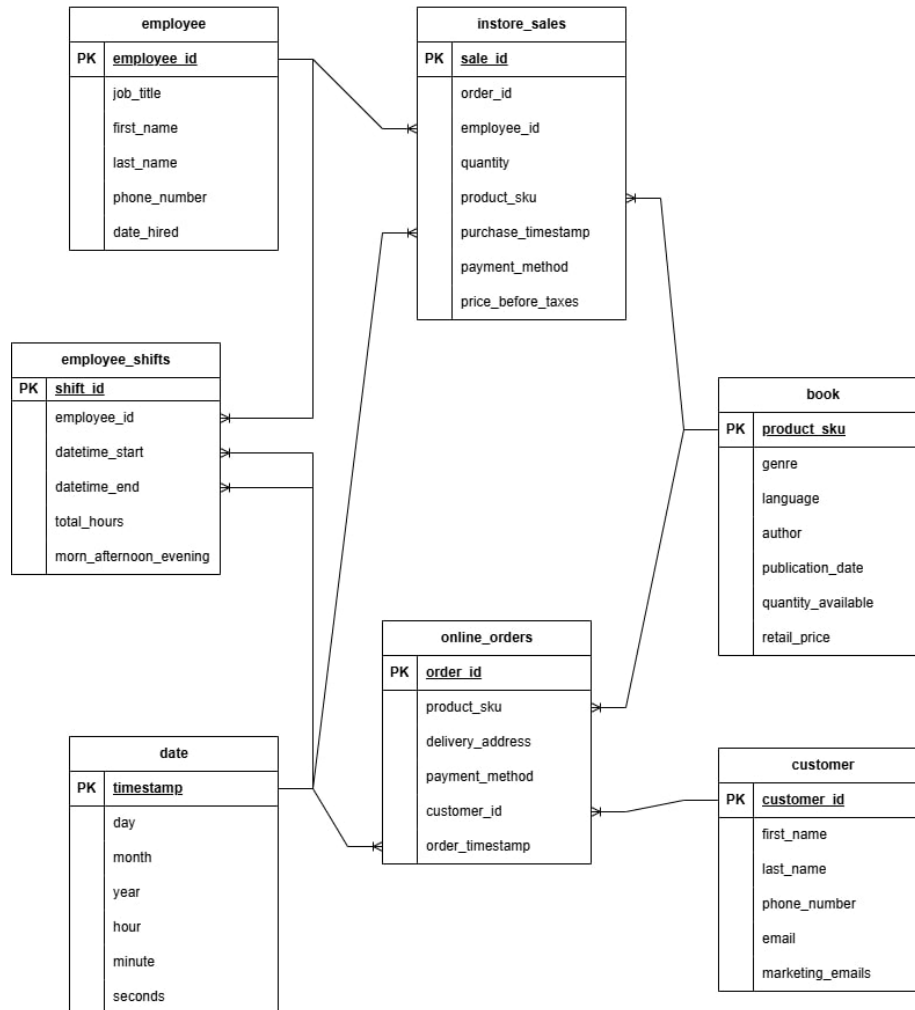 employee
PK employee_id
job_title
first_name
last_name
phone_number
date_hired
instore_sales
PK sale_id
order_id
employee_id
quantity
product_sku
purchase_timestamp
payment_method
price_before_taxes
employee_shifts
PK shift_id
employee_id
datetime_start
datetime_end
total_hours
morn_afternoon_evening
book
PK product_sku
genre
language
author
publication_date
quantity_available
retail_price
online_orders
PK order_id
product_sku
delivery_address
payment_method
customer_id
order_timestamp
date
PK timestamp
day
month
year
hour
minute
seconds
customer
PK customer_id
first_name
last_name
phone_number
email
marketing_emails